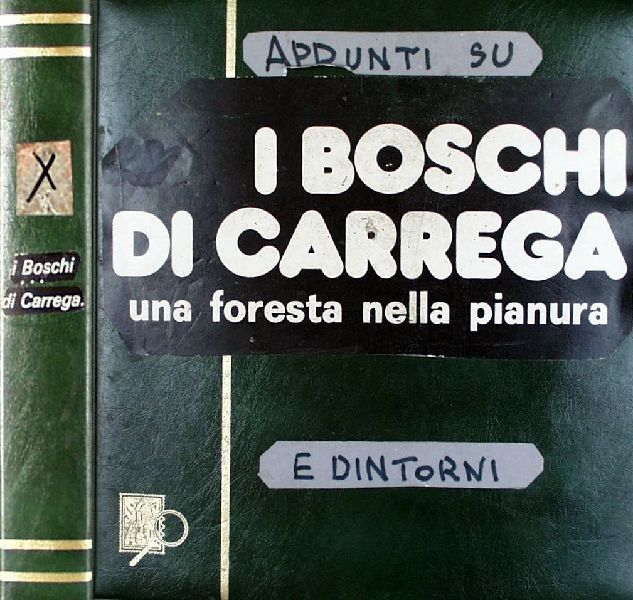 X
i Boschi
di Carrega.
APPUNTI SU
I BOSCHI
DI CARREGA
una foresta nella pianura
E DINTORNI